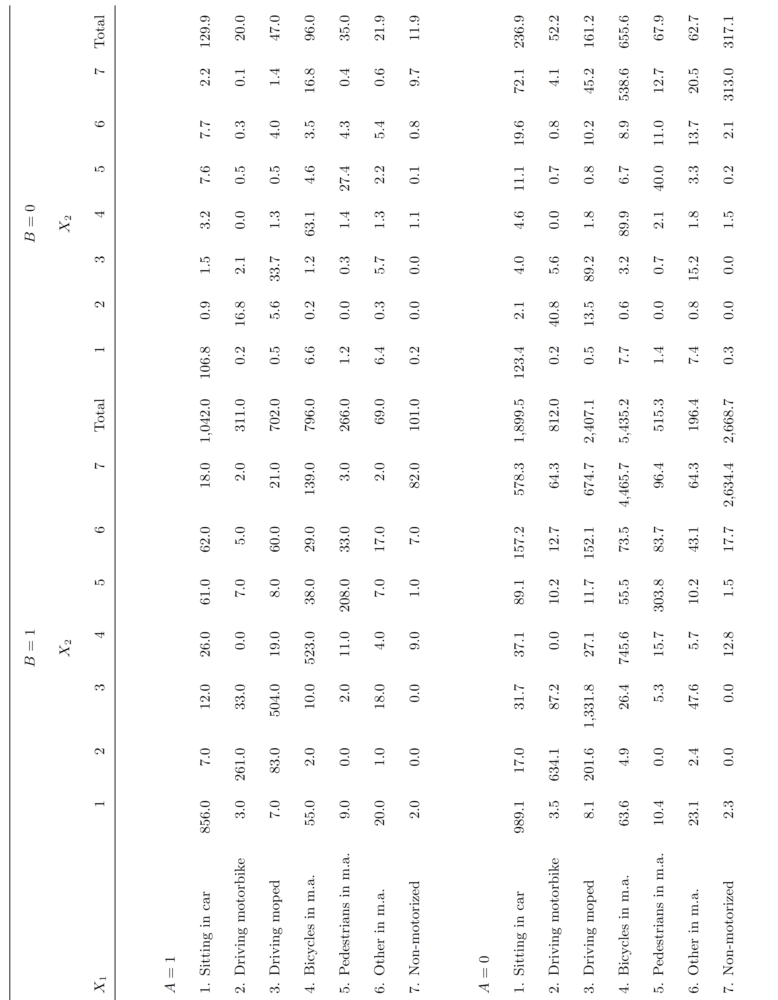 B = 1 B = 0
X₂ X₂
X₁ 1 2 3 4 5 6 7 Total 1 2 3 4 5 6 7 Total
A = 1
1. Sitting in car 856.0 7.0 12.0 26.0 61.0 62.0 18.0 1,042.0 106.8 0.9 1.5 3.2 7.6 7.7 2.2 129.9
2. Driving motorbike 3.0 261.0 33.0 0.0 7.0 5.0 2.0 311.0 0.2 16.8 2.1 0.0 0.5 0.3 0.1 20.0
3. Driving moped 7.0 83.0 504.0 19.0 8.0 60.0 21.0 702.0 0.5 5.6 33.7 1.3 0.5 4.0 1.4 47.0
4. Bicycles in m.a. 55.0 2.0 10.0 523.0 38.0 29.0 139.0 796.0 6.6 0.2 1.2 63.1 4.6 3.5 16.8 96.0
5. Pedestrians in m.a. 9.0 0.0 2.0 11.0 208.0 33.0 3.0 266.0 1.2 0.0 0.3 1.4 27.4 4.3 0.4 35.0
6. Other in m.a. 20.0 1.0 18.0 4.0 7.0 17.0 2.0 69.0 6.4 0.3 5.7 1.3 2.2 5.4 0.6 21.9
7. Non-motorized 2.0 0.0 0.0 9.0 1.0 7.0 82.0 101.0 0.2 0.0 0.0 1.1 0.1 0.8 9.7 11.9
A = 0
1. Sitting in car 989.1 17.0 31.7 37.1 89.1 157.2 578.3 1,899.5 123.4 2.1 4.0 4.6 11.1 19.6 72.1 236.9
2. Driving motorbike 3.5 634.1 87.2 0.0 10.2 12.7 64.3 812.0 0.2 40.8 5.6 0.0 0.7 0.8 4.1 52.2
3. Driving moped 8.1 201.6 1,331.8 27.1 11.7 152.1 674.7 2,407.1 0.5 13.5 89.2 1.8 0.8 10.2 45.2 161.2
4. Bicycles in m.a. 63.6 4.9 26.4 745.6 55.5 73.5 4,465.7 5,435.2 7.7 0.6 3.2 89.9 6.7 8.9 538.6 655.6
5. Pedestrians in m.a. 10.4 0.0 5.3 15.7 303.8 83.7 96.4 515.3 1.4 0.0 0.7 2.1 40.0 11.0 12.7 67.9
6. Other in m.a. 23.1 2.4 47.6 5.7 10.2 43.1 64.3 196.4 7.4 0.8 15.2 1.8 3.3 13.7 20.5 62.7
7. Non-motorized 2.3 0.0 0.0 12.8 1.5 17.7 2,634.4 2,668.7 0.3 0.0 0.0 1.5 0.2 2.1 313.0 317.1